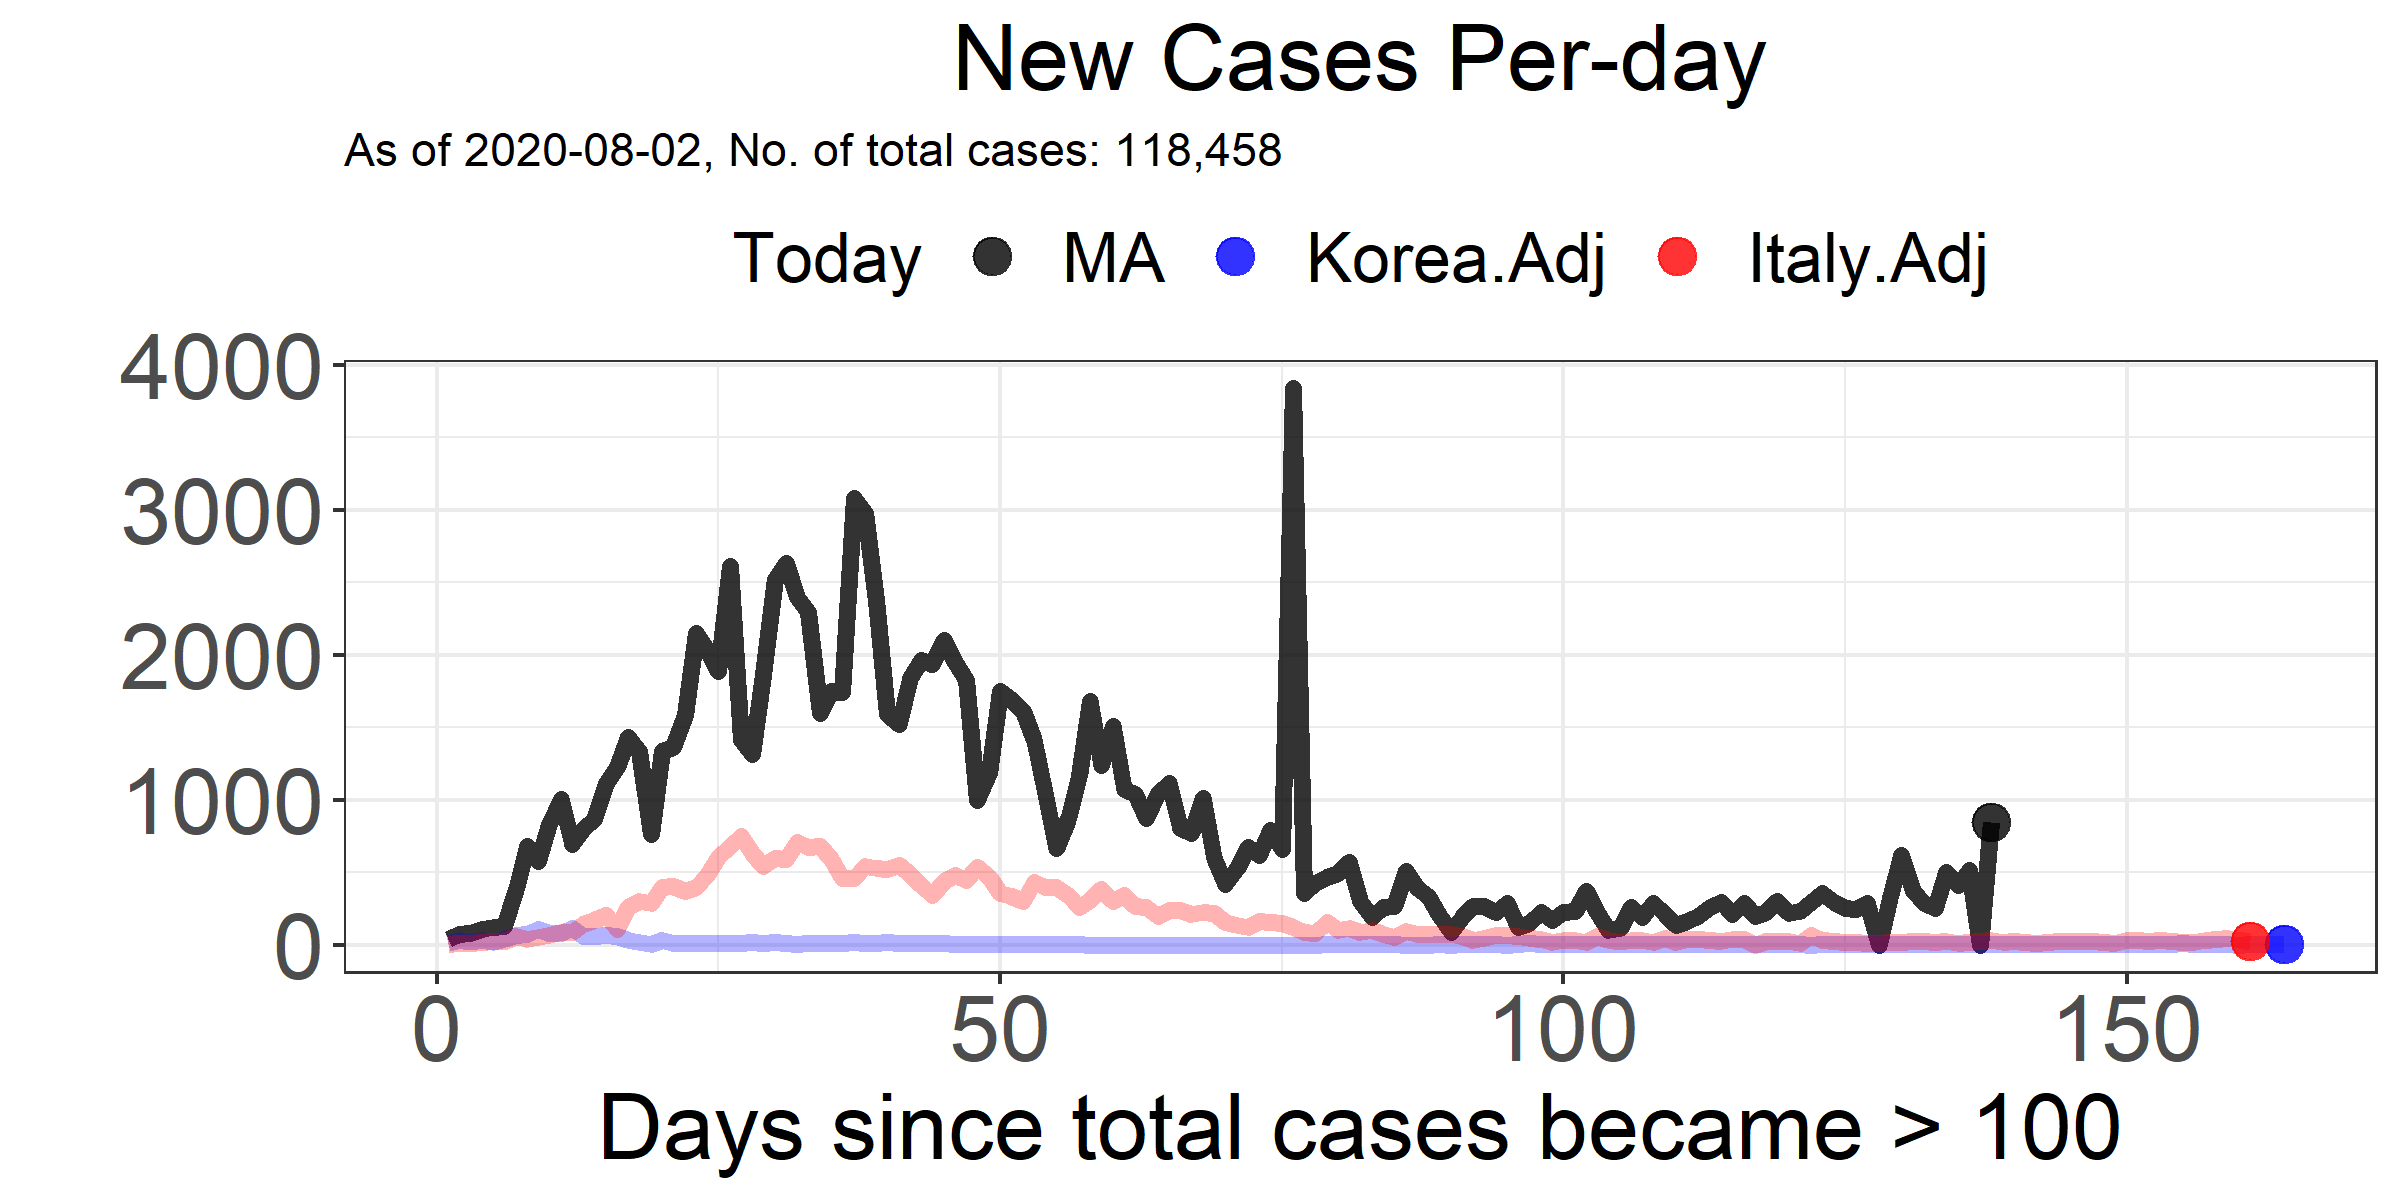 New Cases Per-day
As of 2020-08-02, No. of total cases: 118,458
Today MA Korea.Adj Italy.Adj
4000
3000
2000
1000
0
0 50 100 150
Days since total cases became > 100